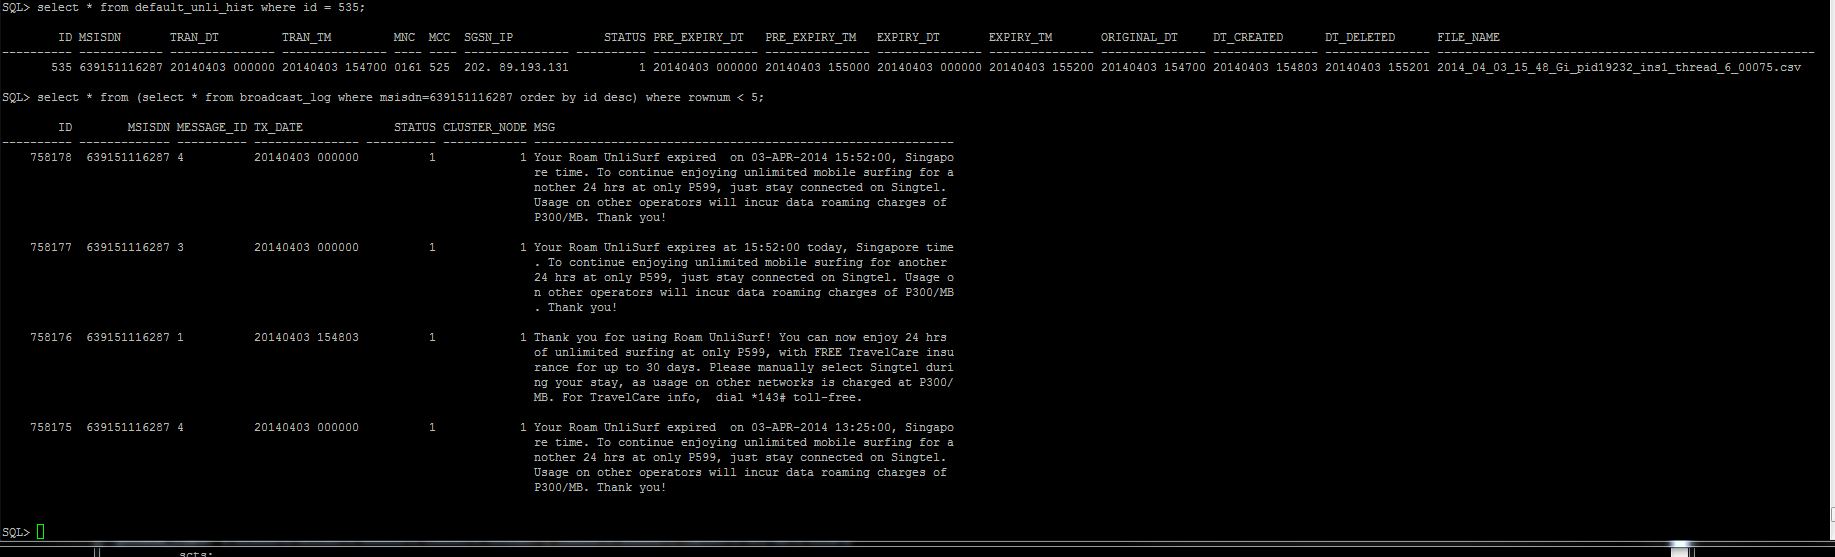 SQL> select * from default_unli_hist where id = 535;
ID MSISDN TRAN_DT TRAN_TM MNC MCC SGSN_IP STATUS PRE_EXPIRY_DT PRE_EXPIRY_TM EXPIRY_DT EXPIRY_TM ORIGINAL_DT DT_CREATED DT_DELETED FILE_NAME
---------- ------------ --------------- --------------- ---- --- --------------- ---------- --------------- --------------- --------------- --------------- --------------- --------------- --------------- ------------------------------------------------------
535 639151116287 20140403 000000 20140403 154700 0161 525 202. 89.193.131 1 20140403 000000 20140403 155000 20140403 000000 20140403 155200 20140403 154700 20140403 154803 20140403 155201 2014_04_03_15_48_Gi_pid19232_ins1_thread_6_00075.csv
SQL> select * from (select * from broadcast_log where msisdn=639151116287 order by id desc) where rownum < 5;
ID MSISDN MESSAGE_ID TX_DATE STATUS CLUSTER_NODE MSG
---------- ------------- ---------- --------------- ---------- ------------ ------------------------------------------------------------
758178 639151116287 4 20140403 000000 1 1 Your Roam UnliSurf expired  on 03-APR-2014 15:52:00, Singapo
re time. To continue enjoying unlimited mobile surfing for a
nother 24 hrs at only P599, just stay connected on Singtel.
Usage on other operators will incur data roaming charges of
P300/MB. Thank you!
758177 639151116287 3 20140403 000000 1 1 Your Roam UnliSurf expires at 15:52:00 today, Singapore time
. To continue enjoying unlimited mobile surfing for another
24 hrs at only P599, just stay connected on Singtel. Usage o
n other operators will incur data roaming charges of P300/MB
. Thank you!
758176 639151116287 1 20140403 154803 1 1 Thank you for using Roam UnliSurf! You can now enjoy 24 hrs
of unlimited surfing at only P599, with FREE TravelCare insu
rance for up to 30 days. Please manually select Singtel duri
ng your stay, as usage on other networks is charged at P300/
MB. For TravelCare info,  dial *143# toll-free.
758175 639151116287 4 20140403 000000 1 1 Your Roam UnliSurf expired  on 03-APR-2014 13:25:00, Singapo
re time. To continue enjoying unlimited mobile surfing for a
nother 24 hrs at only P599, just stay connected on Singtel.
Usage on other operators will incur data roaming charges of
P300/MB. Thank you!
SQL>